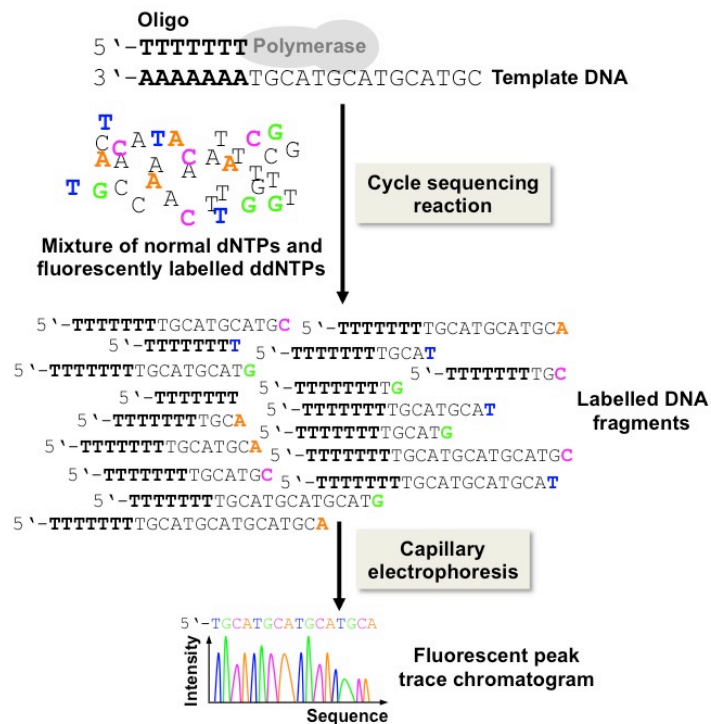 Oligo
5 ‘-TTTTTTT Polymerase
3 ‘-AAAAAAATGCATGCATGCATGC Template DNA
T
C C A T A T C G
A A A C A A T C G
A A T T
T G C C A C T T G G T T
Cycle sequencing
reaction
Mixture of normal dNTPs and
fluorescently labelled ddNTPs
5 ‘-TTTTTTTTGCATGCATGC
5 ‘-TTTTTTTTGCATGCATGCA
5 ‘-TTTTTTTT
5 ‘-TTTTTTTTGCAT
5 ‘-TTTTTTTTGCATGCATG
5 ‘-TTTTTTTTGC
5 ‘-TTTTTTTTG
5 ‘-TTTTTTT
5 ‘-TTTTTTTTGCATGCAT
5 ‘-TTTTTTTTGCA
5 ‘-TTTTTTTTGCATG
5 ‘-TTTTTTTTGCATGCA
5 ‘-TTTTTTTTGCATGCATGCATGC
5 ‘-TTTTTTTTGCATGC
5 ‘-TTTTTTTTGCATGCATGCAT
5 ‘-TTTTTTTTGCATGCATGCATG
5 ‘-TTTTTTTTGCATGCATGCATGCA
Labelled DNA
fragments
Capillary
electrophoresis
5 ‘-TGCATGCATGCATGCA
Intensity
Sequence
Fluorescent peak
trace chromatogram